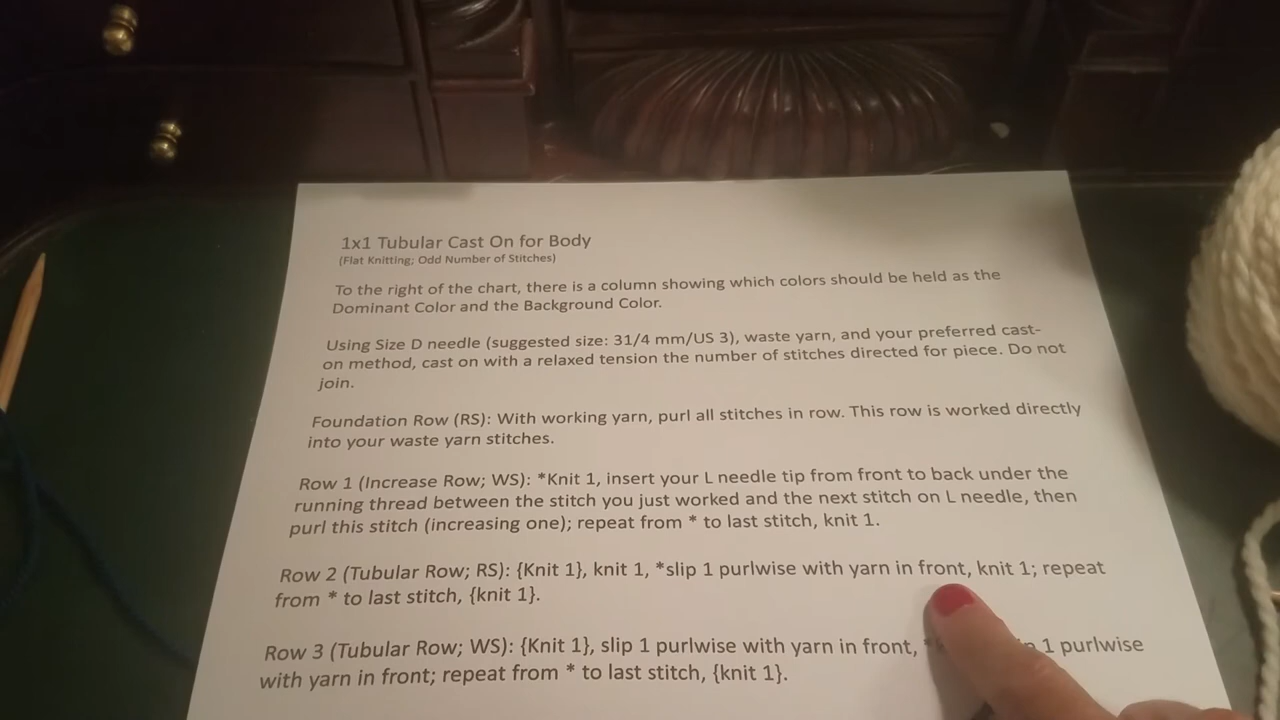 1x1 Tubular Cast On for Body
(Flat Knitting; Odd Number of Stitches)
To the right of the chart, there is a column showing which colors should be held as the
Dominant Color and the Background Color.
Using Size D needle (suggested size: 31/4 mm/US 3), waste yarn, and your preferred cast-
on method, cast on with a relaxed tension the number of stitches directed for piece. Do not
join.
Foundation Row (RS): With working yarn, purl all stitches in row. This row is worked directly
into your waste yarn stitches.
Row 1 (Increase Row; WS): *Knit 1, insert your L needle tip from front to back under the
running thread between the stitch you just worked and the next stitch on L needle, then
purl this stitch (increasing one); repeat from * to last stitch, knit 1.
Row 2 (Tubular Row; RS): {Knit 1}, knit 1, *slip 1 purlwise with yarn in front, knit 1; repeat
from * to last stitch, {knit 1}.
Row 3 (Tubular Row; WS): {Knit 1}, slip 1 purlwise with yarn in front, 1 purlwise
with yarn in front; repeat from * to last stitch, {knit 1}.